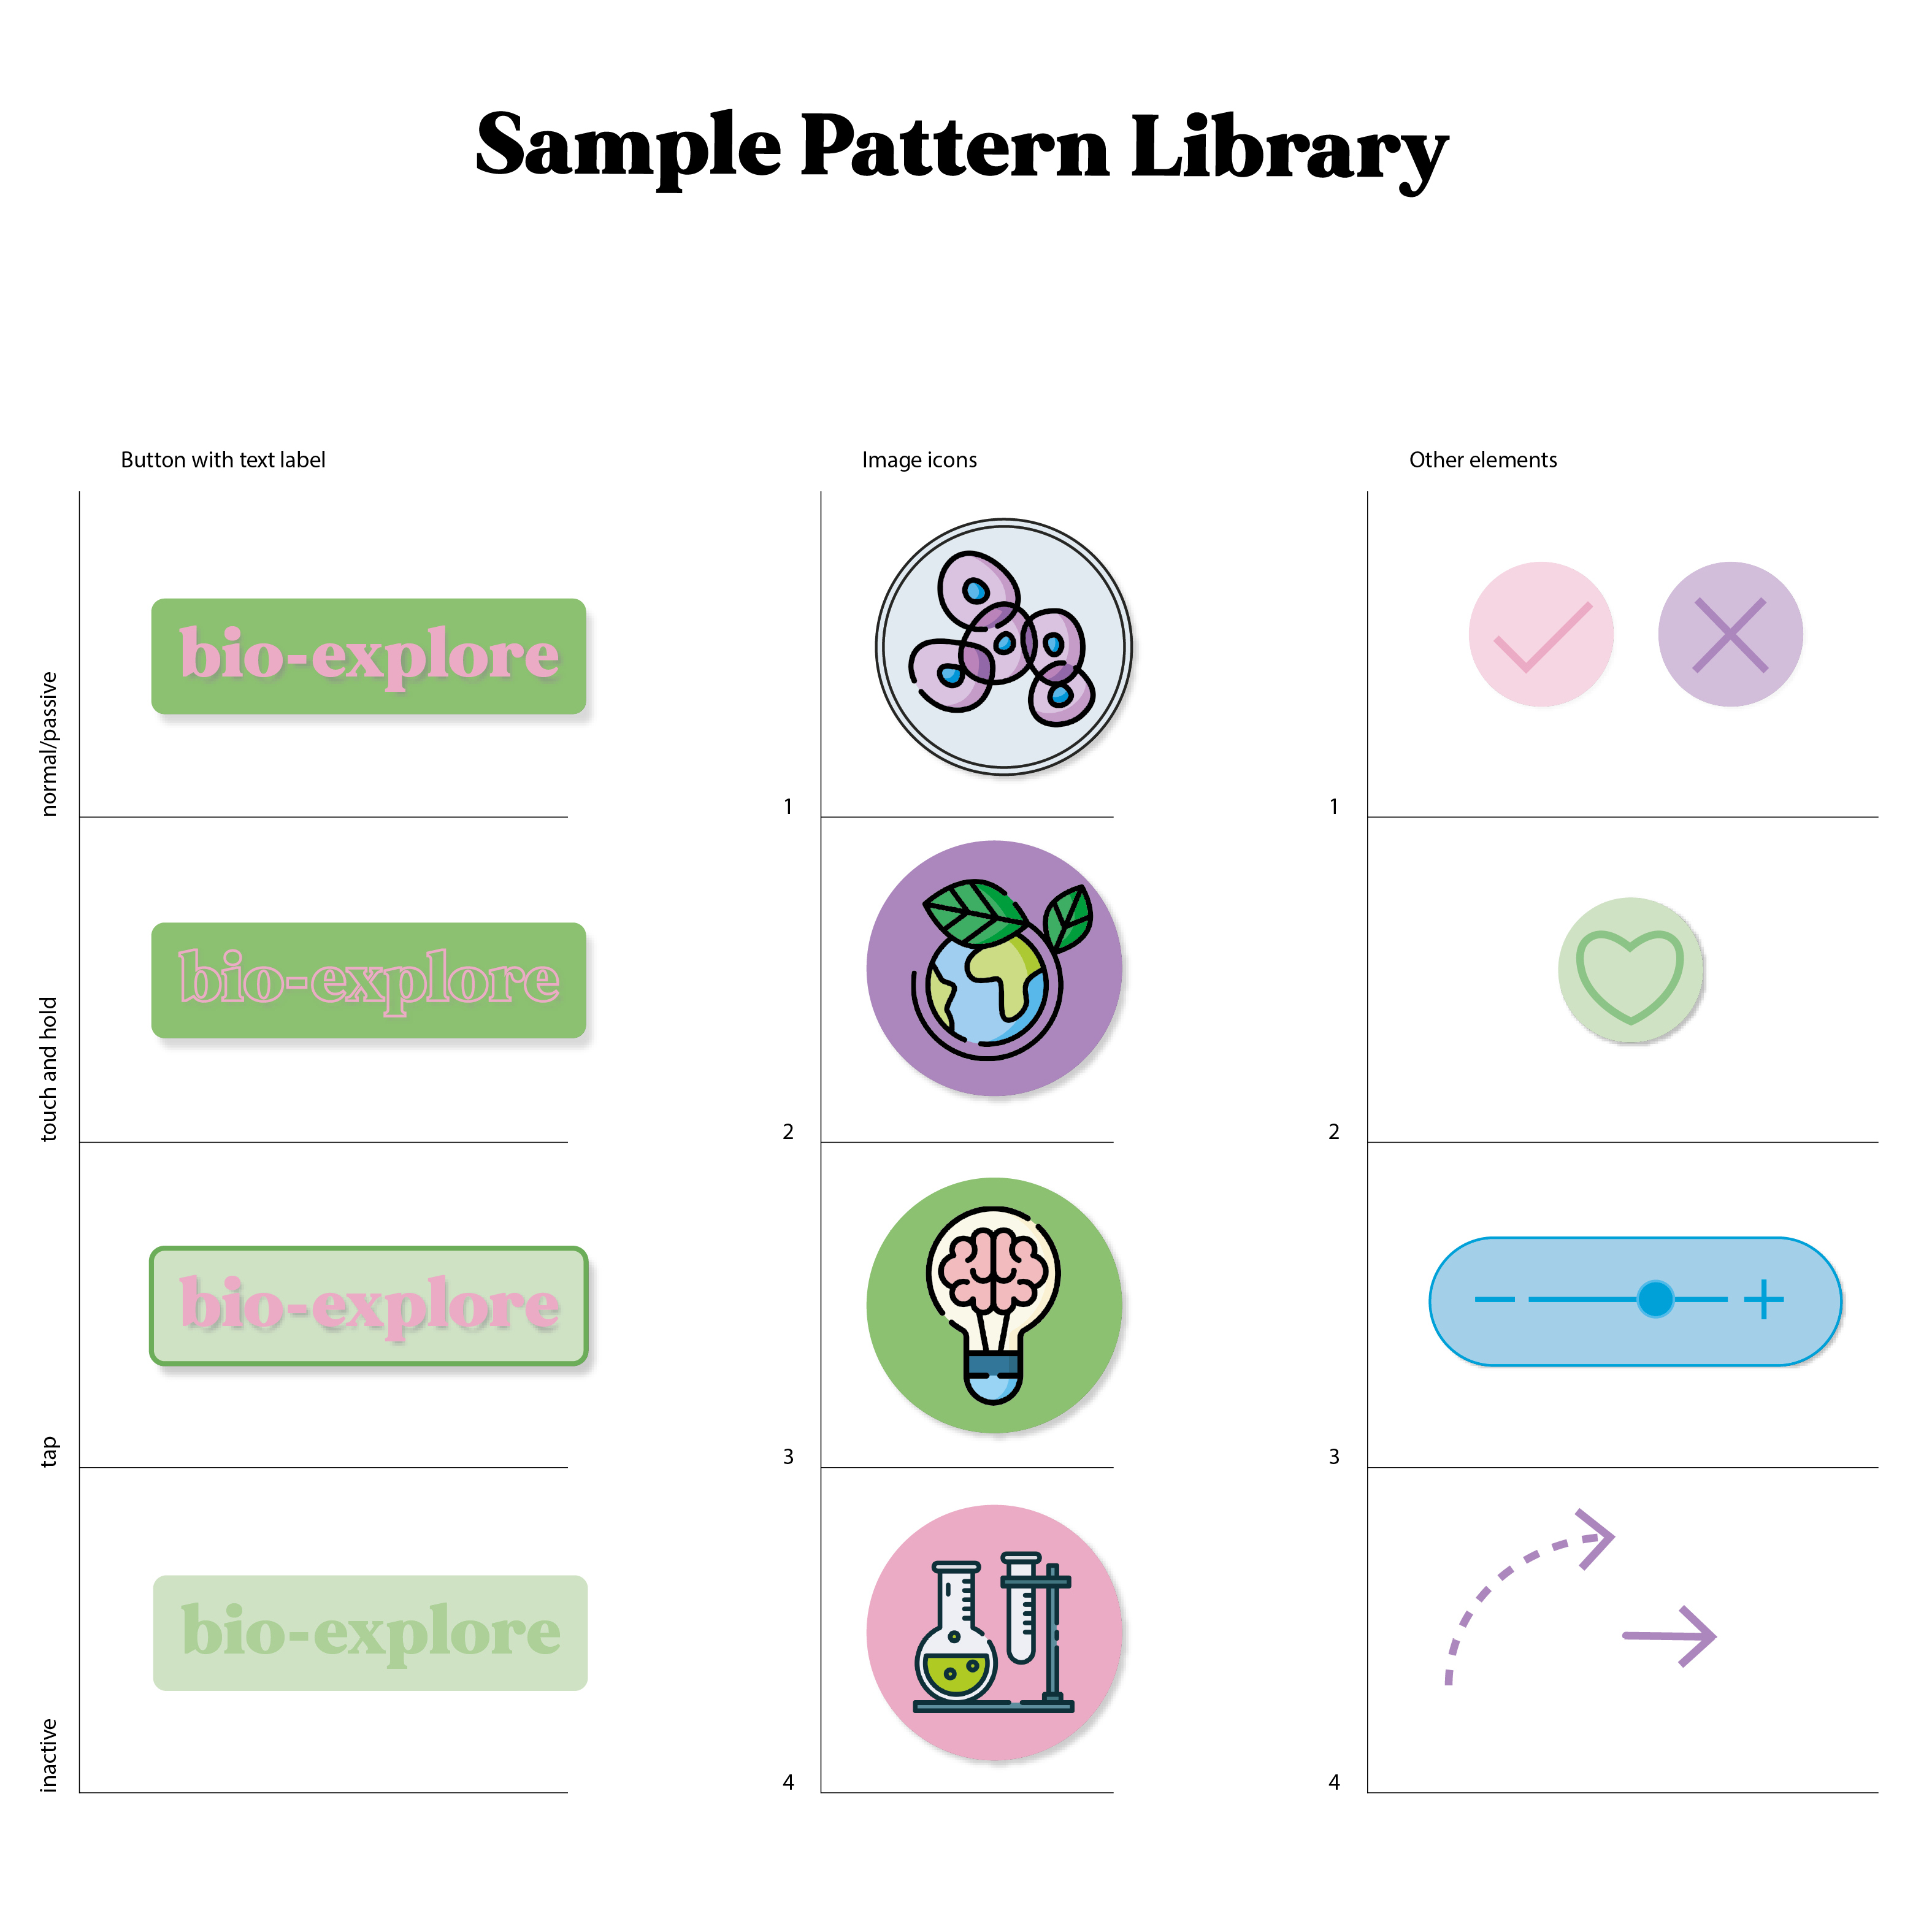 Sample Pattern Library
Button with text label
Image icons
Other elements
normal/passive
bio-explore
1
1
touch and hold
bio-explore
2
2
tap
bio-explore
3
3
inactive
bio-explore
4
4